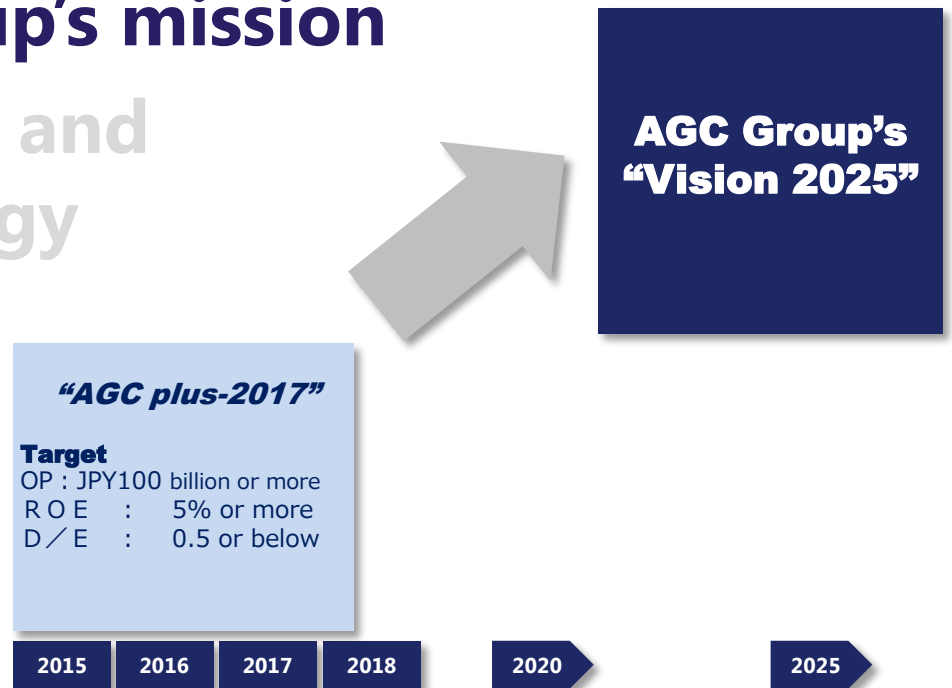 up's mission
and
gy
AGC Group's
“Vision 2025”
“AGC plus-2017”
Target
OP : JPY100 billion or more
ROE : 5% or more
D／E : 0.5 or below
2015 2016 2017 2018 2020 2025